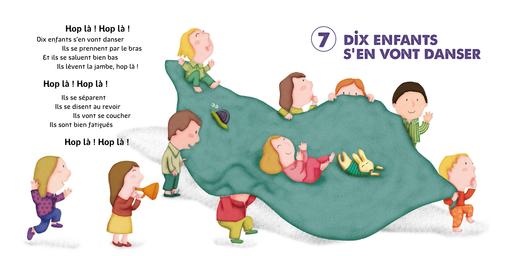 Hop là ! Hop là !
Dix enfants s'en vont danser
Ils se prennent par le bras
Et ils se saluent bien bas
Ils lèvent la jambe, hop là !
Hop là ! Hop là !
Ils se séparent
Ils se disent au revoir
Ils vont se coucher
Ils sont bien fatigués
Hop là ! Hop là !
7 DIX ENFANTS
S'EN VONT DANSER